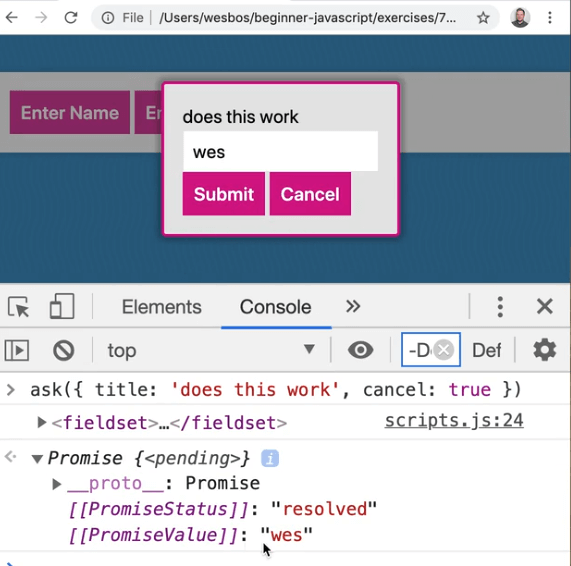 File | /Users/wesbos/beginner-javascript/exercises/7...
Enter Name
does this work
wes
Submit Cancel
Elements Console »
top -D Def
> ask({ title: 'does this work', cancel: true })
▶<fieldset>…</fieldset> scripts.js:24
▼Promise {<pending>} i
▶__proto__: Promise
[[PromiseStatus]]: "resolved"
[[PromiseValue]]: "wes"